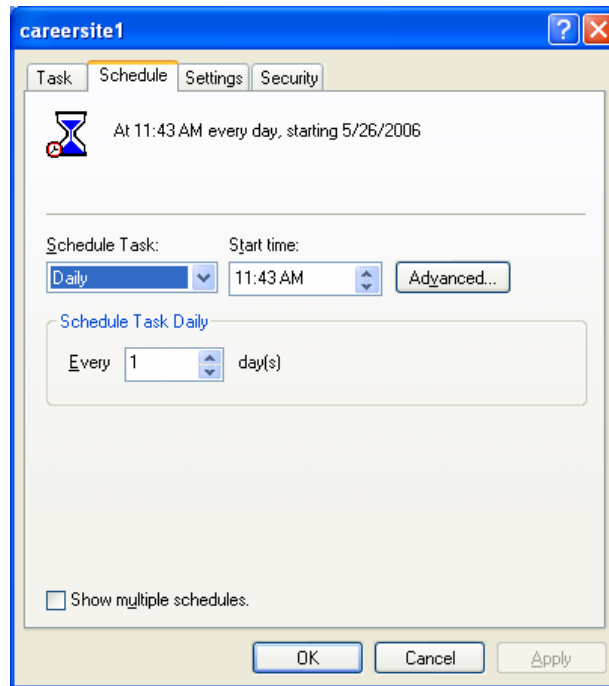 careersite1
Task Schedule Settings Security
At 11:43 AM every day, starting 5/26/2006
Schedule Task: Start time:
Daily 11:43 AM Advanced...
Schedule Task Daily
Every 1 day(s)
Show multiple schedules.
OK Cancel Apply